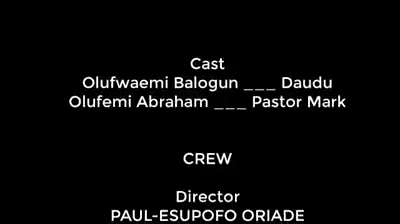 Cast
Olufwaemi Balogun ___ Daudu
Olufemi Abraham ___ Pastor Mark
CREW
Director
PAUL-ESUPOFO ORIADE